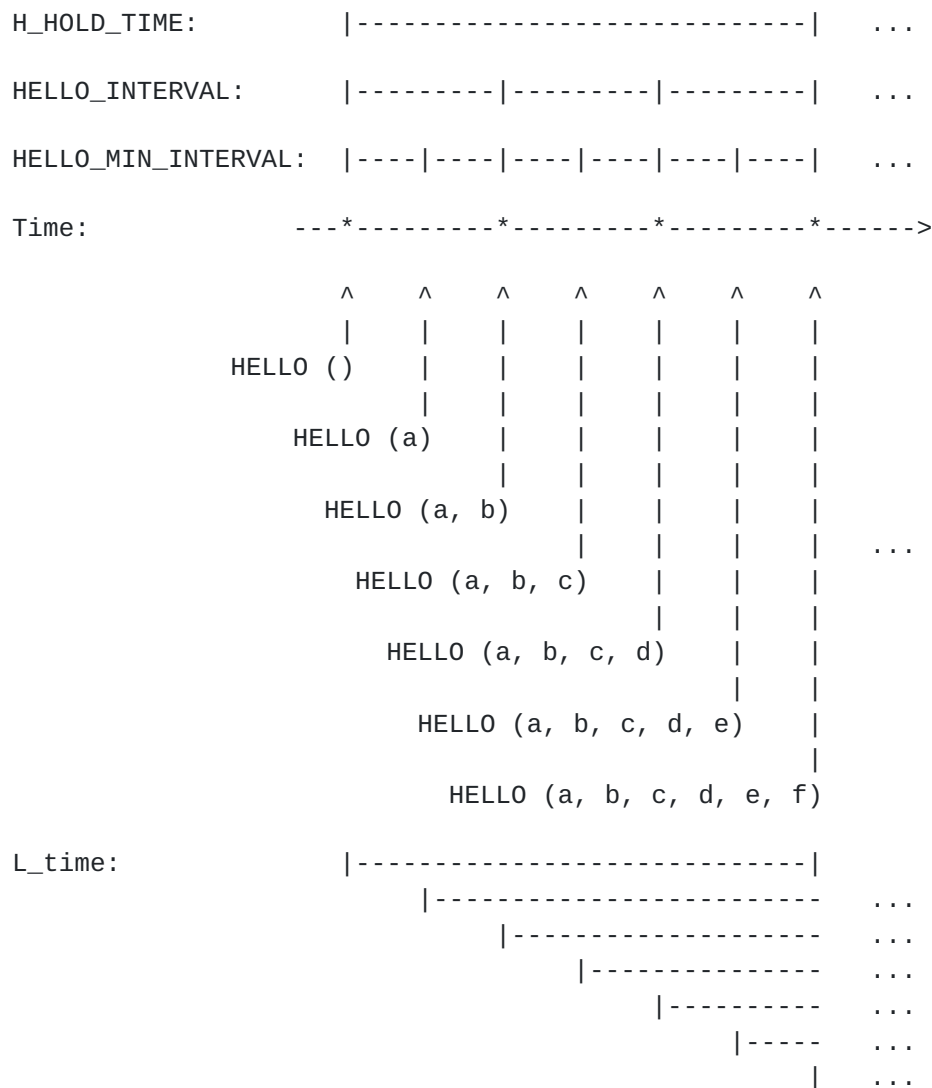 H_HOLD_TIME:         |-----------------------------|   ...
HELLO_INTERVAL:      |---------|---------|---------|   ...
HELLO_MIN_INTERVAL:  |----|----|----|----|----|----|   ...
Time:             ---*---------*---------*---------*------>
                     ^    ^    ^    ^    ^    ^    ^
                     |    |    |    |    |    |    |
              HELLO ()    |    |    |    |    |    |
                          |    |    |    |    |    |
                  HELLO (a)    |    |    |    |    |
                               |    |    |    |    |
                    HELLO (a, b)    |    |    |    |
                                    |    |    |    |   ...
                      HELLO (a, b, c)    |    |    |
                                         |    |    |
                        HELLO (a, b, c, d)    |    |
                                              |    |
                          HELLO (a, b, c, d, e)    |
                                                   |
                            HELLO (a, b, c, d, e, f)
L_time:              |-----------------------------|
                          |-------------------------   ...
                               |--------------------   ...
                                    |---------------   ...
                                         |----------   ...
                                              |-----   ...
                                                   |   ...